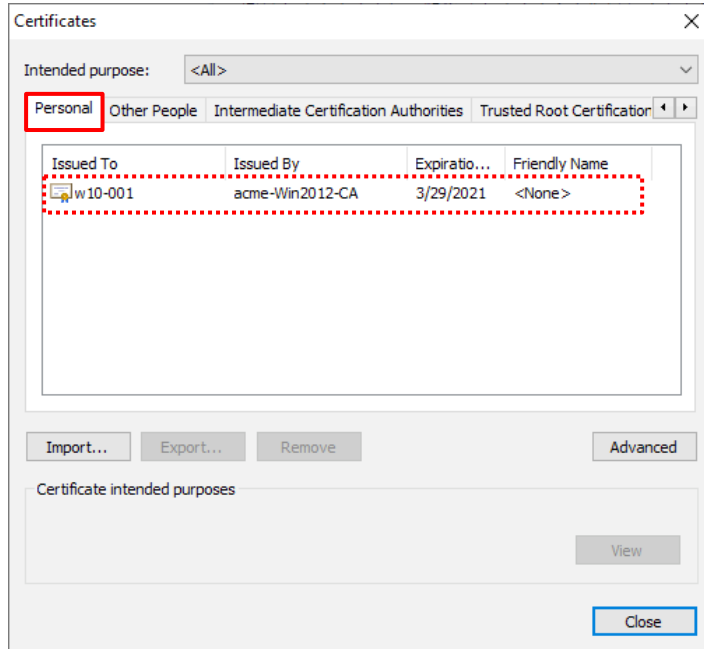 Certificates
Intended purpose: <All>
Personal Other People Intermediate Certification Authorities Trusted Root Certification
Issued To Issued By Expiratio... Friendly Name
w10-001 acme-Win2012-CA 3/29/2021 <None>
Import... Export... Remove Advanced
Certificate intended purposes
View
Close